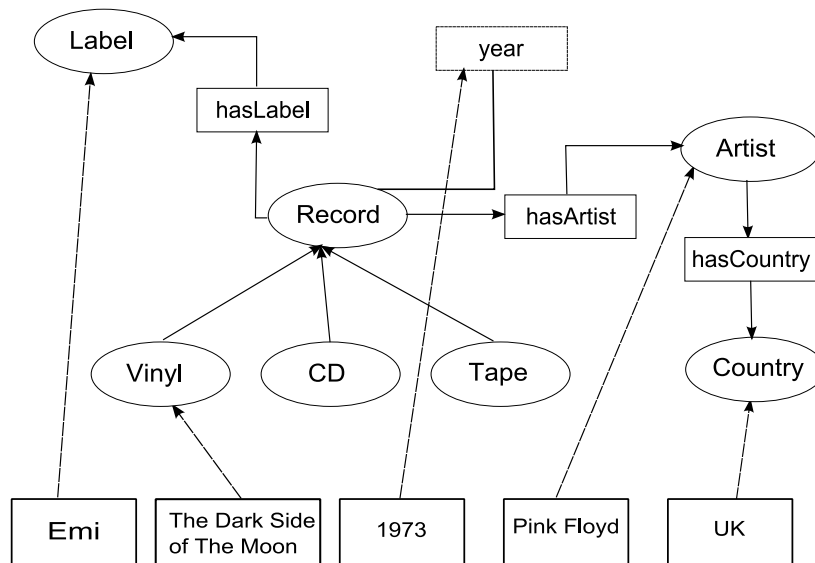 Label
year
hasLabel
Artist
Record
hasArtist
hasCountry
Vinyl
CD
Tape
Country
Emi
The Dark Side
of The Moon
1973
Pink Floyd
UK